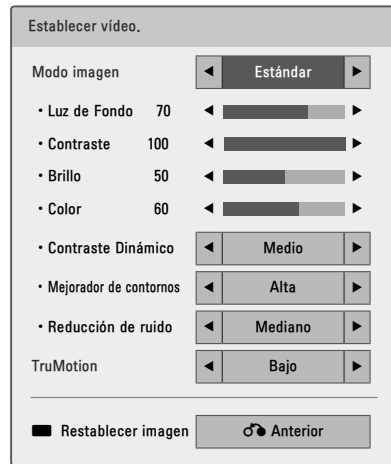 Establecer vídeo.
Modo imagen ◀ Estándar ▶
• Luz de Fondo 70 ◀ ▶
• Contraste 100 ◀ ▶
• Brillo 50 ◀ ▶
• Color 60 ◀ ▶
• Contraste Dinámico ◀ Medio ▶
• Mejorador de contornos ◀ Alta ▶
• Reducción de ruido ◀ Mediano ▶
TruMotion ◀ Bajo ▶
Restablecer imagen Anterior